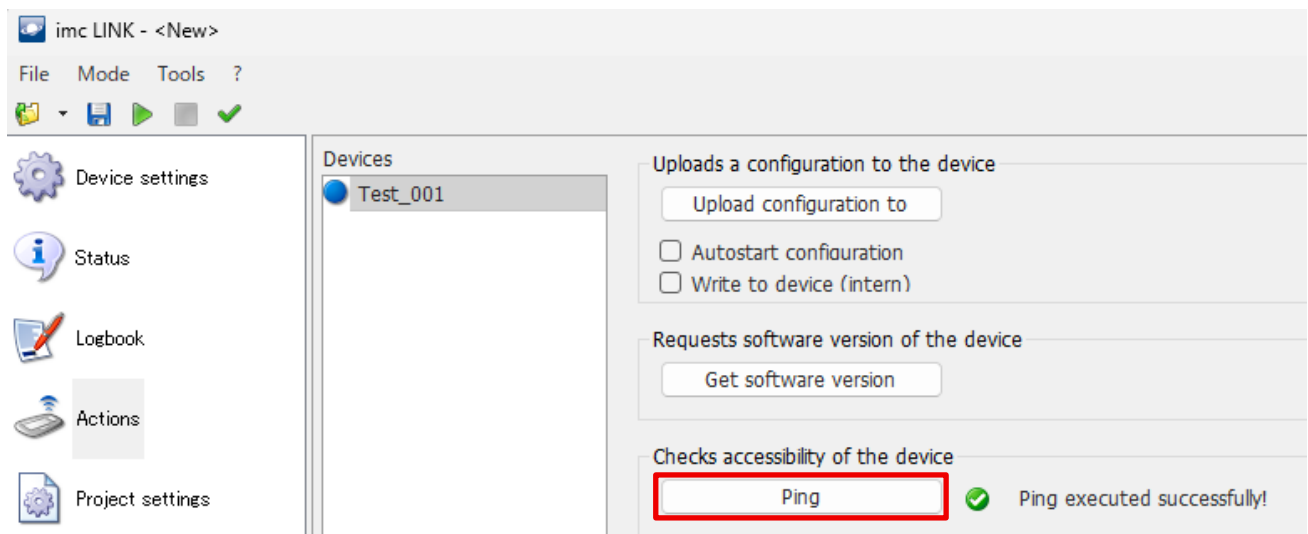 imc LINK - <New>
File Mode Tools ?
Device settings
Status
Logbook
Actions
Project settings
Devices
Test_001
Uploads a configuration to the device
Upload configuration to
Autostart configuration
Write to device (intern)
Requests software version of the device
Get software version
Checks accessibility of the device
Ping
Ping executed successfully!